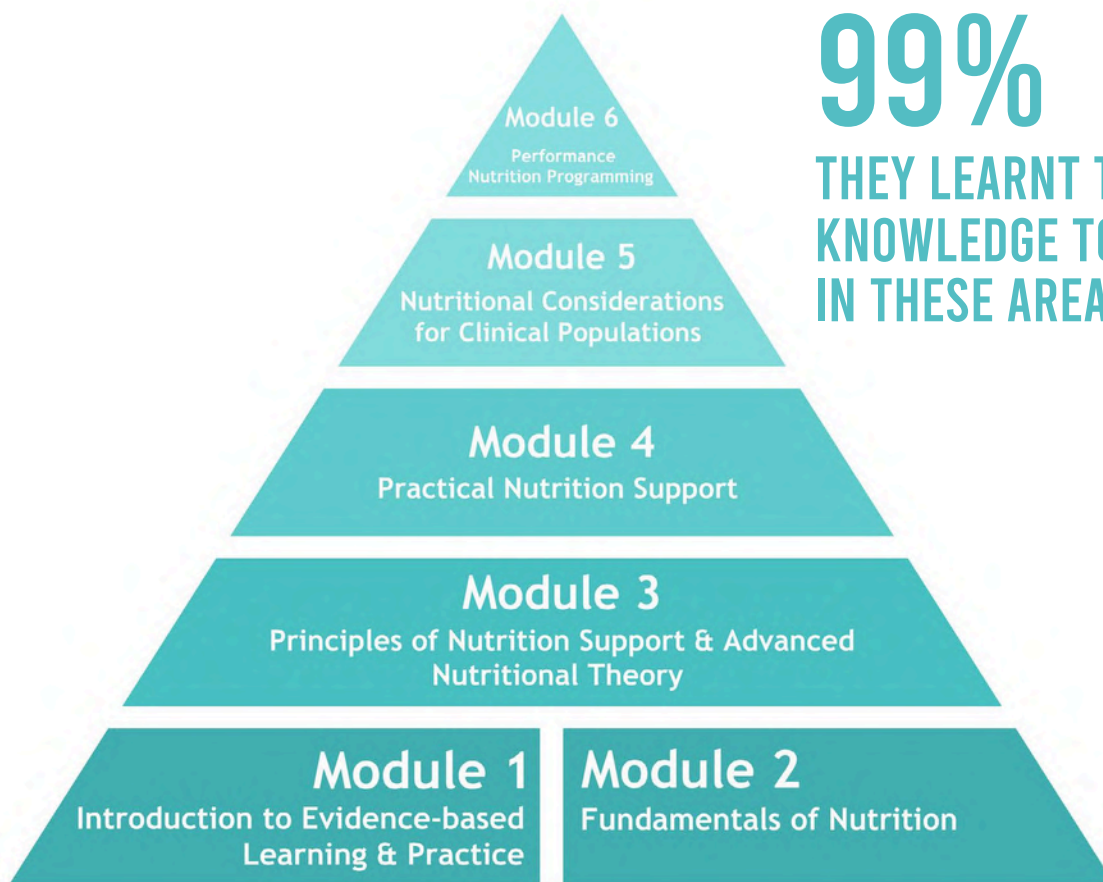 99%
THEY LEARNT
KNOWLEDGE
IN THESE
Module 6
Performance
Nutrition Programming
Module 5
Nutritional Considerations
for Clinical Populations
Module 4
Practical Nutrition Support
Module 3
Principles of Nutrition Support & Advanced
Nutritional Theory
Module 1
Introduction to Evidence-based
Learning & Practice
Module 2
Fundamentals of Nutrition